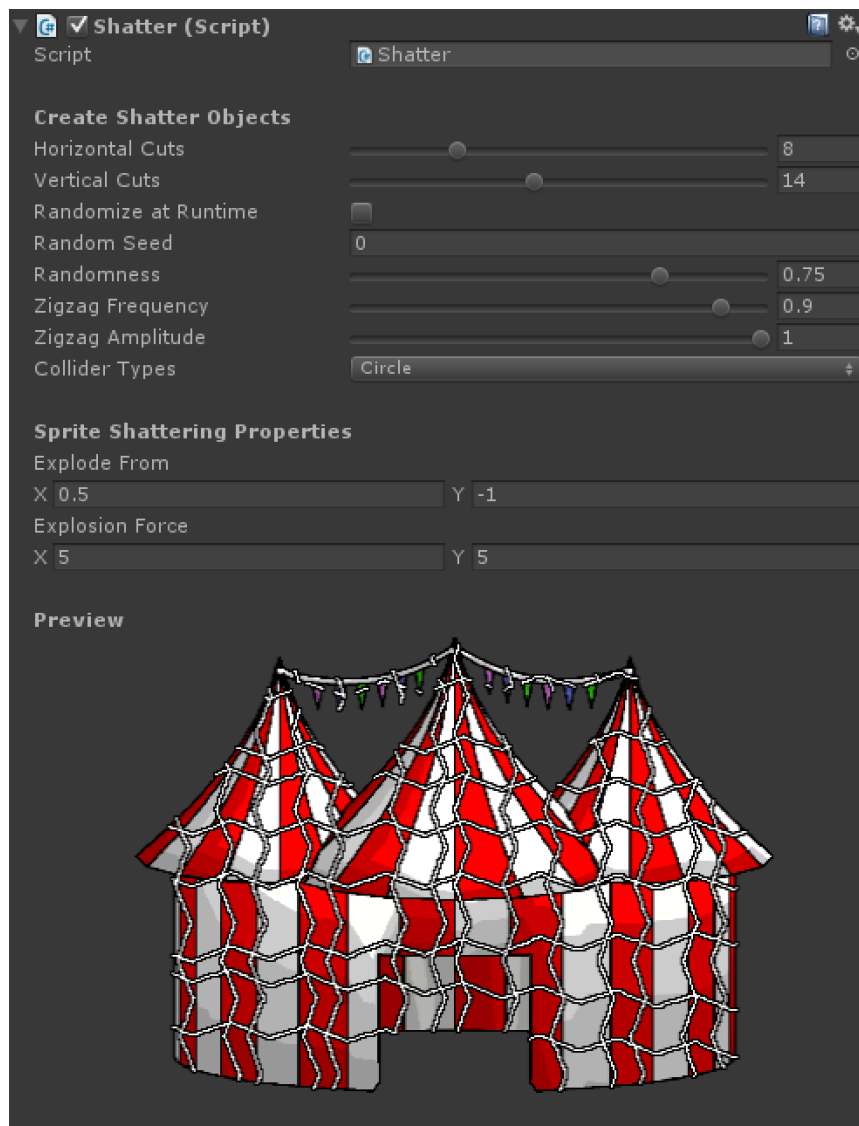 Shatter (Script)
Script Shatter
Create Shatter Objects
Horizontal Cuts 8
Vertical Cuts 14
Randomize at Runtime
Random Seed 0
Randomness 0.75
Zigzag Frequency 0.9
Zigzag Amplitude 1
Collider Types Circle
Sprite Shattering Properties
Explode From
X 0.5 Y -1
Explosion Force
X 5 Y 5
Preview